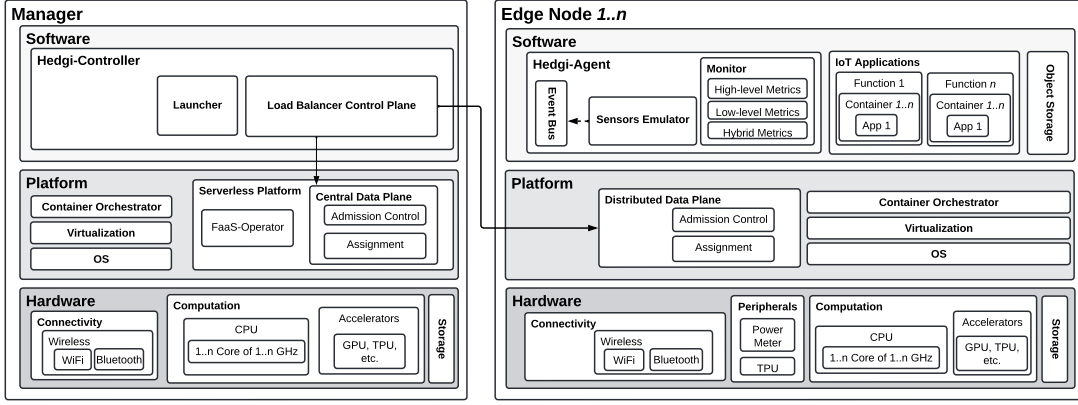 Manager
Software
Hedgi-Controller
Launcher
Load Balancer Control Plane
Platform
Container Orchestrator
Virtualization
OS
Serverless Platform
FaaS-Operator
Central Data Plane
Admission Control
Assignment
Hardware
Connectivity
Wireless
WiFi
Bluetooth
Computation
CPU
1..n Core of 1..n GHz
Accelerators
GPU, TPU,
etc.
Storage
Edge Node 1..n
Software
Hedgi-Agent
Event Bus
Sensors Emulator
Monitor
High-level Metrics
Low-level Metrics
Hybrid Metrics
IoT Applications
Function 1
Container 1..n
App 1
Function n
Container 1..n
App 1
Object Storage
Platform
Distributed Data Plane
Admission Control
Assignment
Container Orchestrator
Virtualization
OS
Hardware
Connectivity
Wireless
WiFi
Bluetooth
Peripherals
Power
Meter
TPU
Computation
CPU
1..n Core of 1..n GHz
Accelerators
GPU, TPU,
etc.
Storage